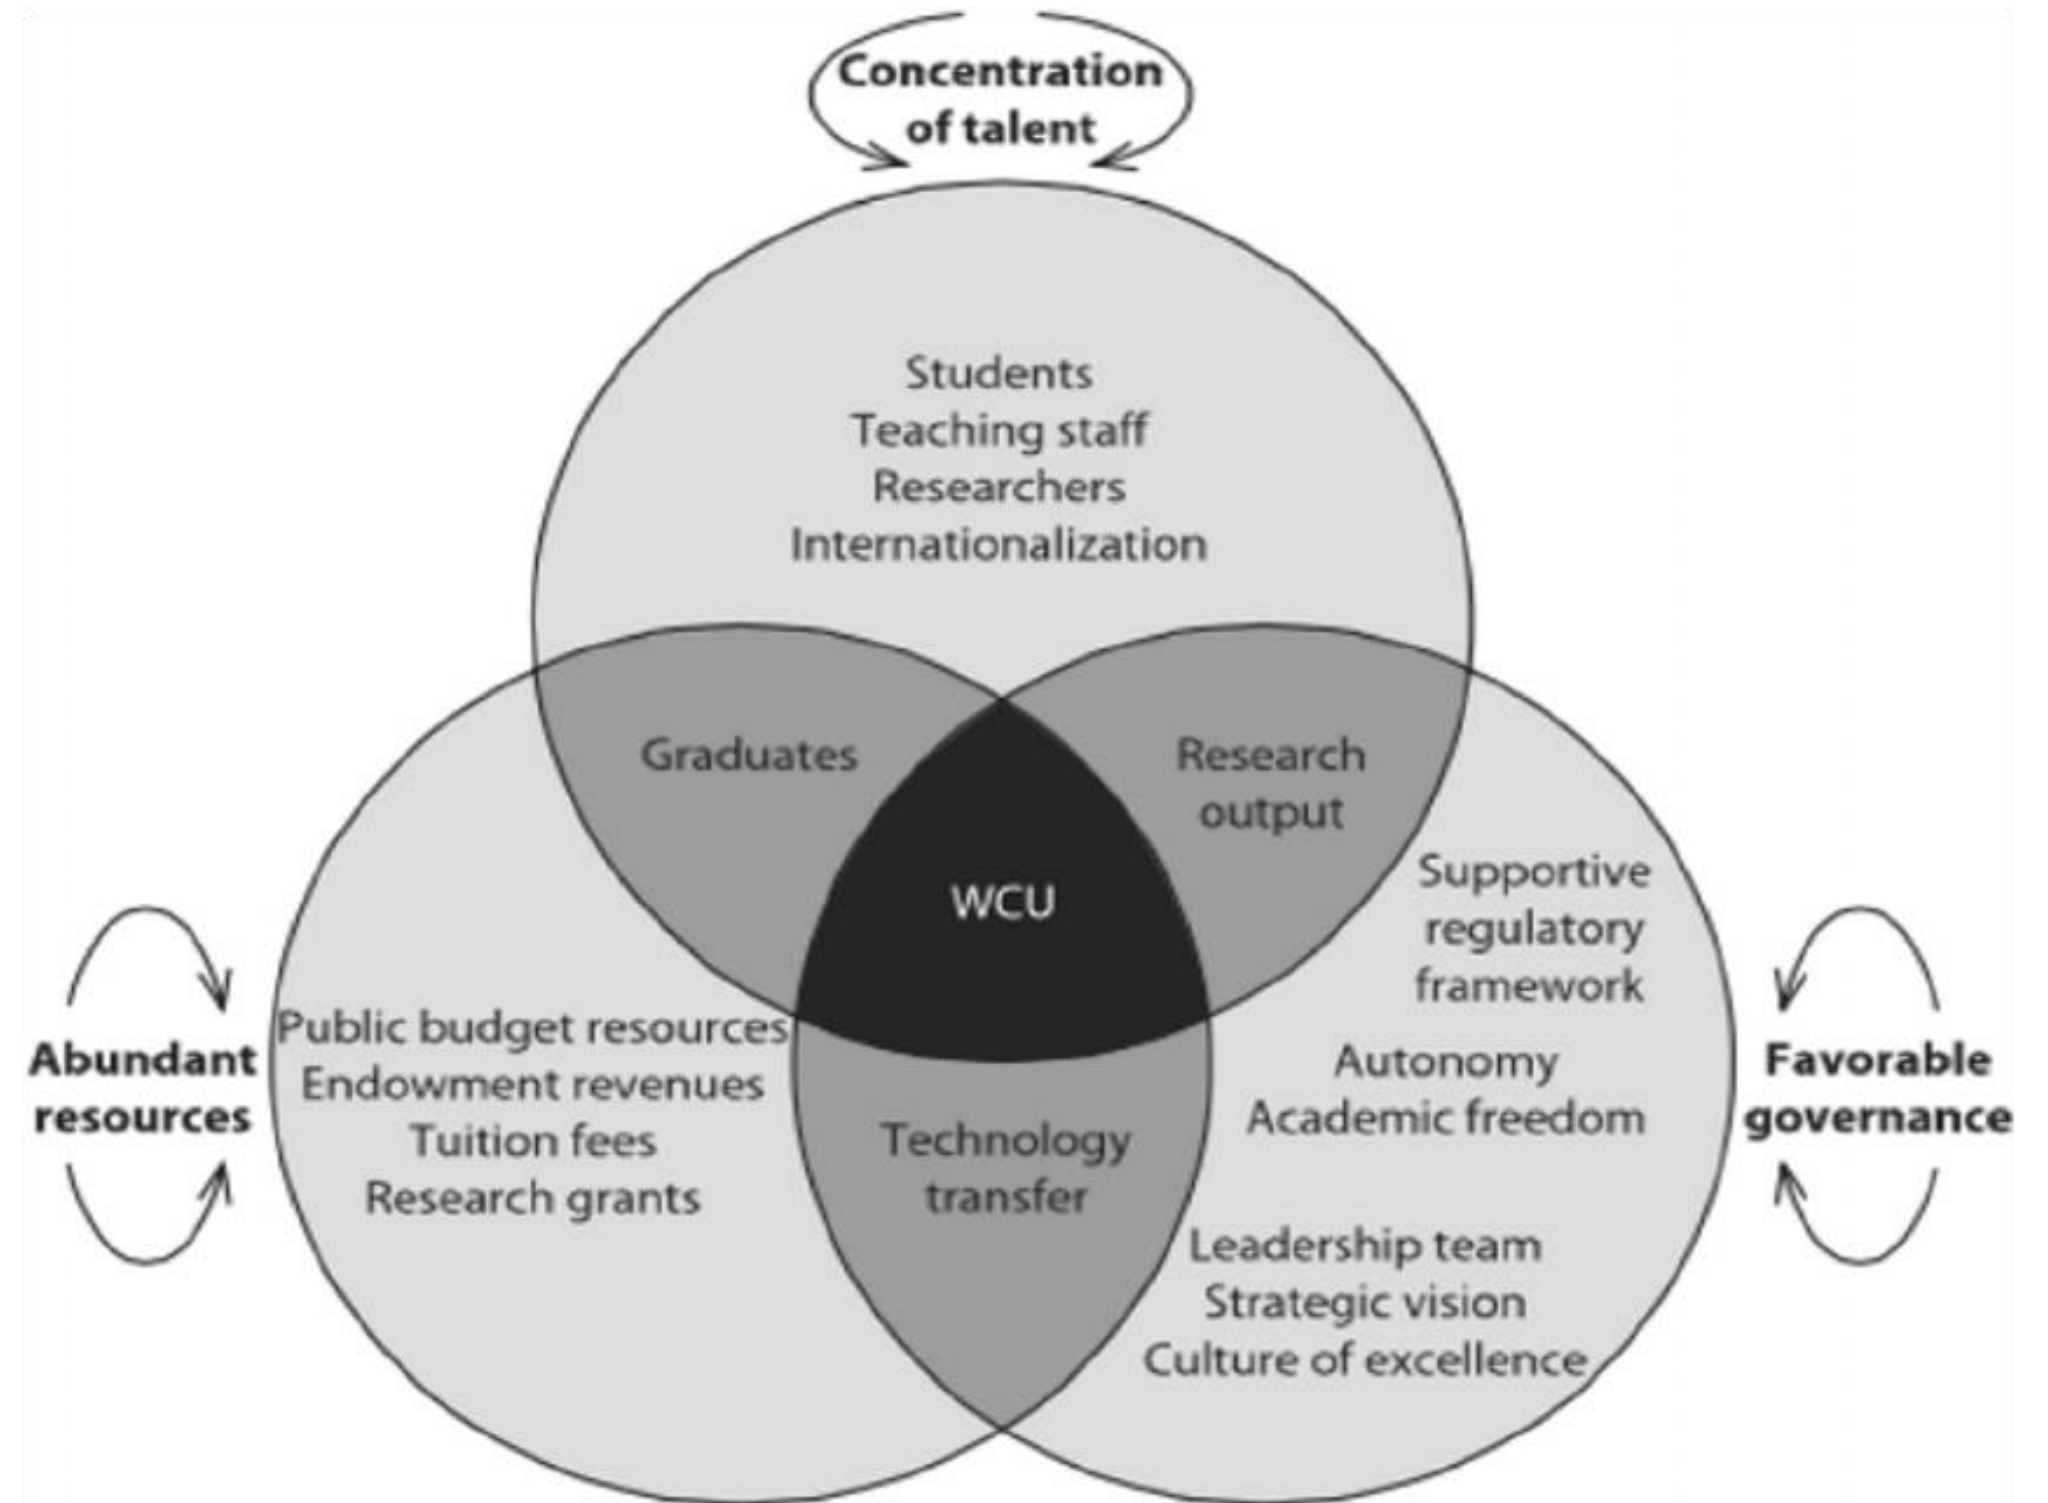 Concentration
of talent
Students
Teaching staff
Researchers
Internationalization
Graduates
Research
output
WCU
Supportive
regulatory
framework
Abundant
resources
Public budget resources
Endowment revenues
Tuition fees
Research grants
Technology
transfer
Autonomy
Academic freedom
Leadership team
Strategic vision
Culture of excellence
Favorable
governance